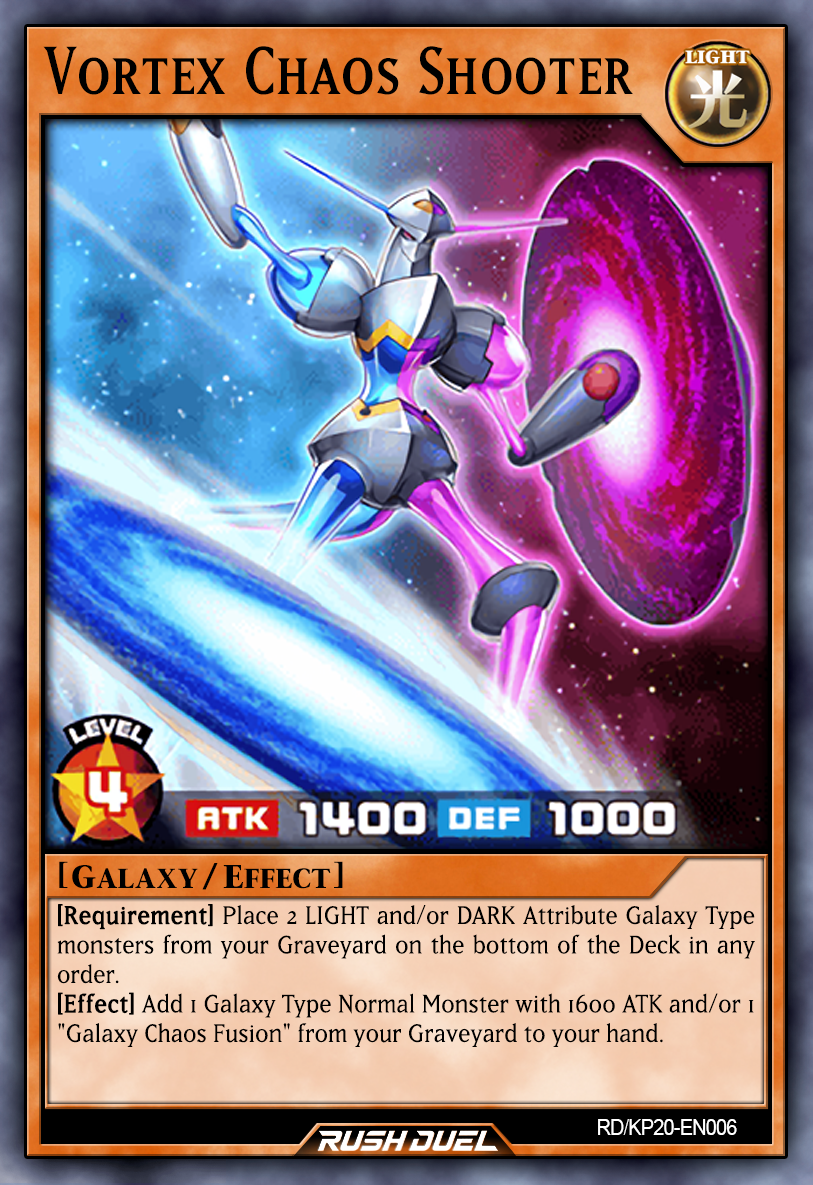 Vortex Chaos Shooter
LIGHT
光
LEVEL
4
ATK 1400 DEF 1000
[Galaxy/Effect]
[Requirement] Place 2 LIGHT and/or DARK Attribute Galaxy Type
monsters from your Graveyard on the bottom of the Deck in any
order.
[Effect] Add 1 Galaxy Type Normal Monster with 1600 ATK and/or 1
"Galaxy Chaos Fusion" from your Graveyard to your hand.
RD/KP20-EN006
RUSH DUEL